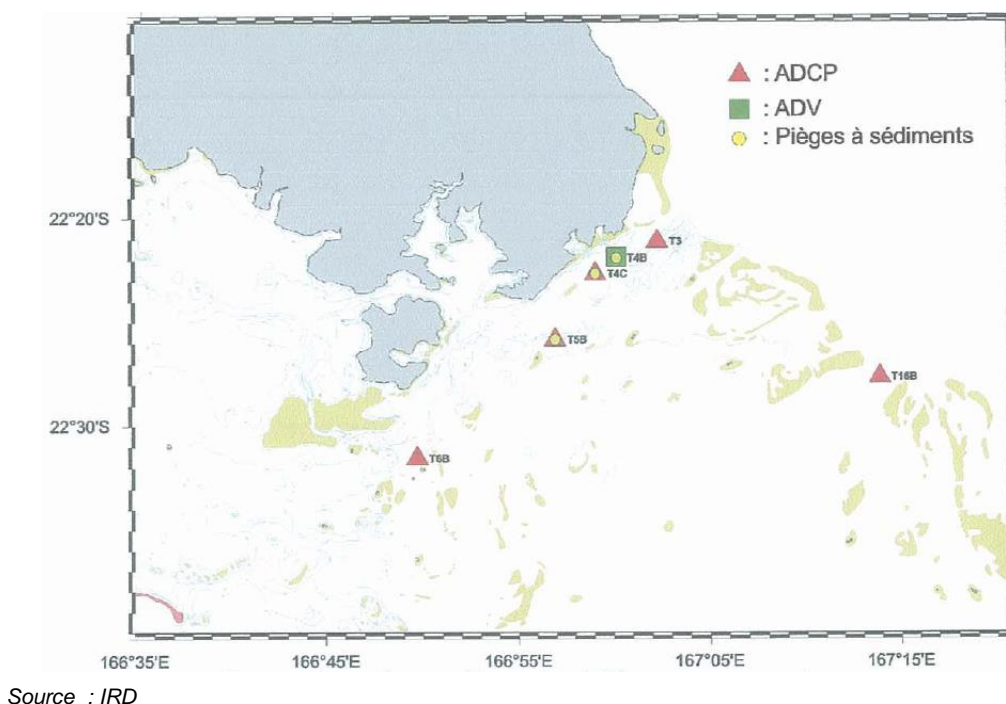 : ADCP
: ADV
: Pièges à sédiments
22°20'S
T3
T4B
T4C
T5B
T16B
22°30'S
T6B
166°35'E
166°45'E
166°55'E
167°05'E
167°15'E
Source : IRD